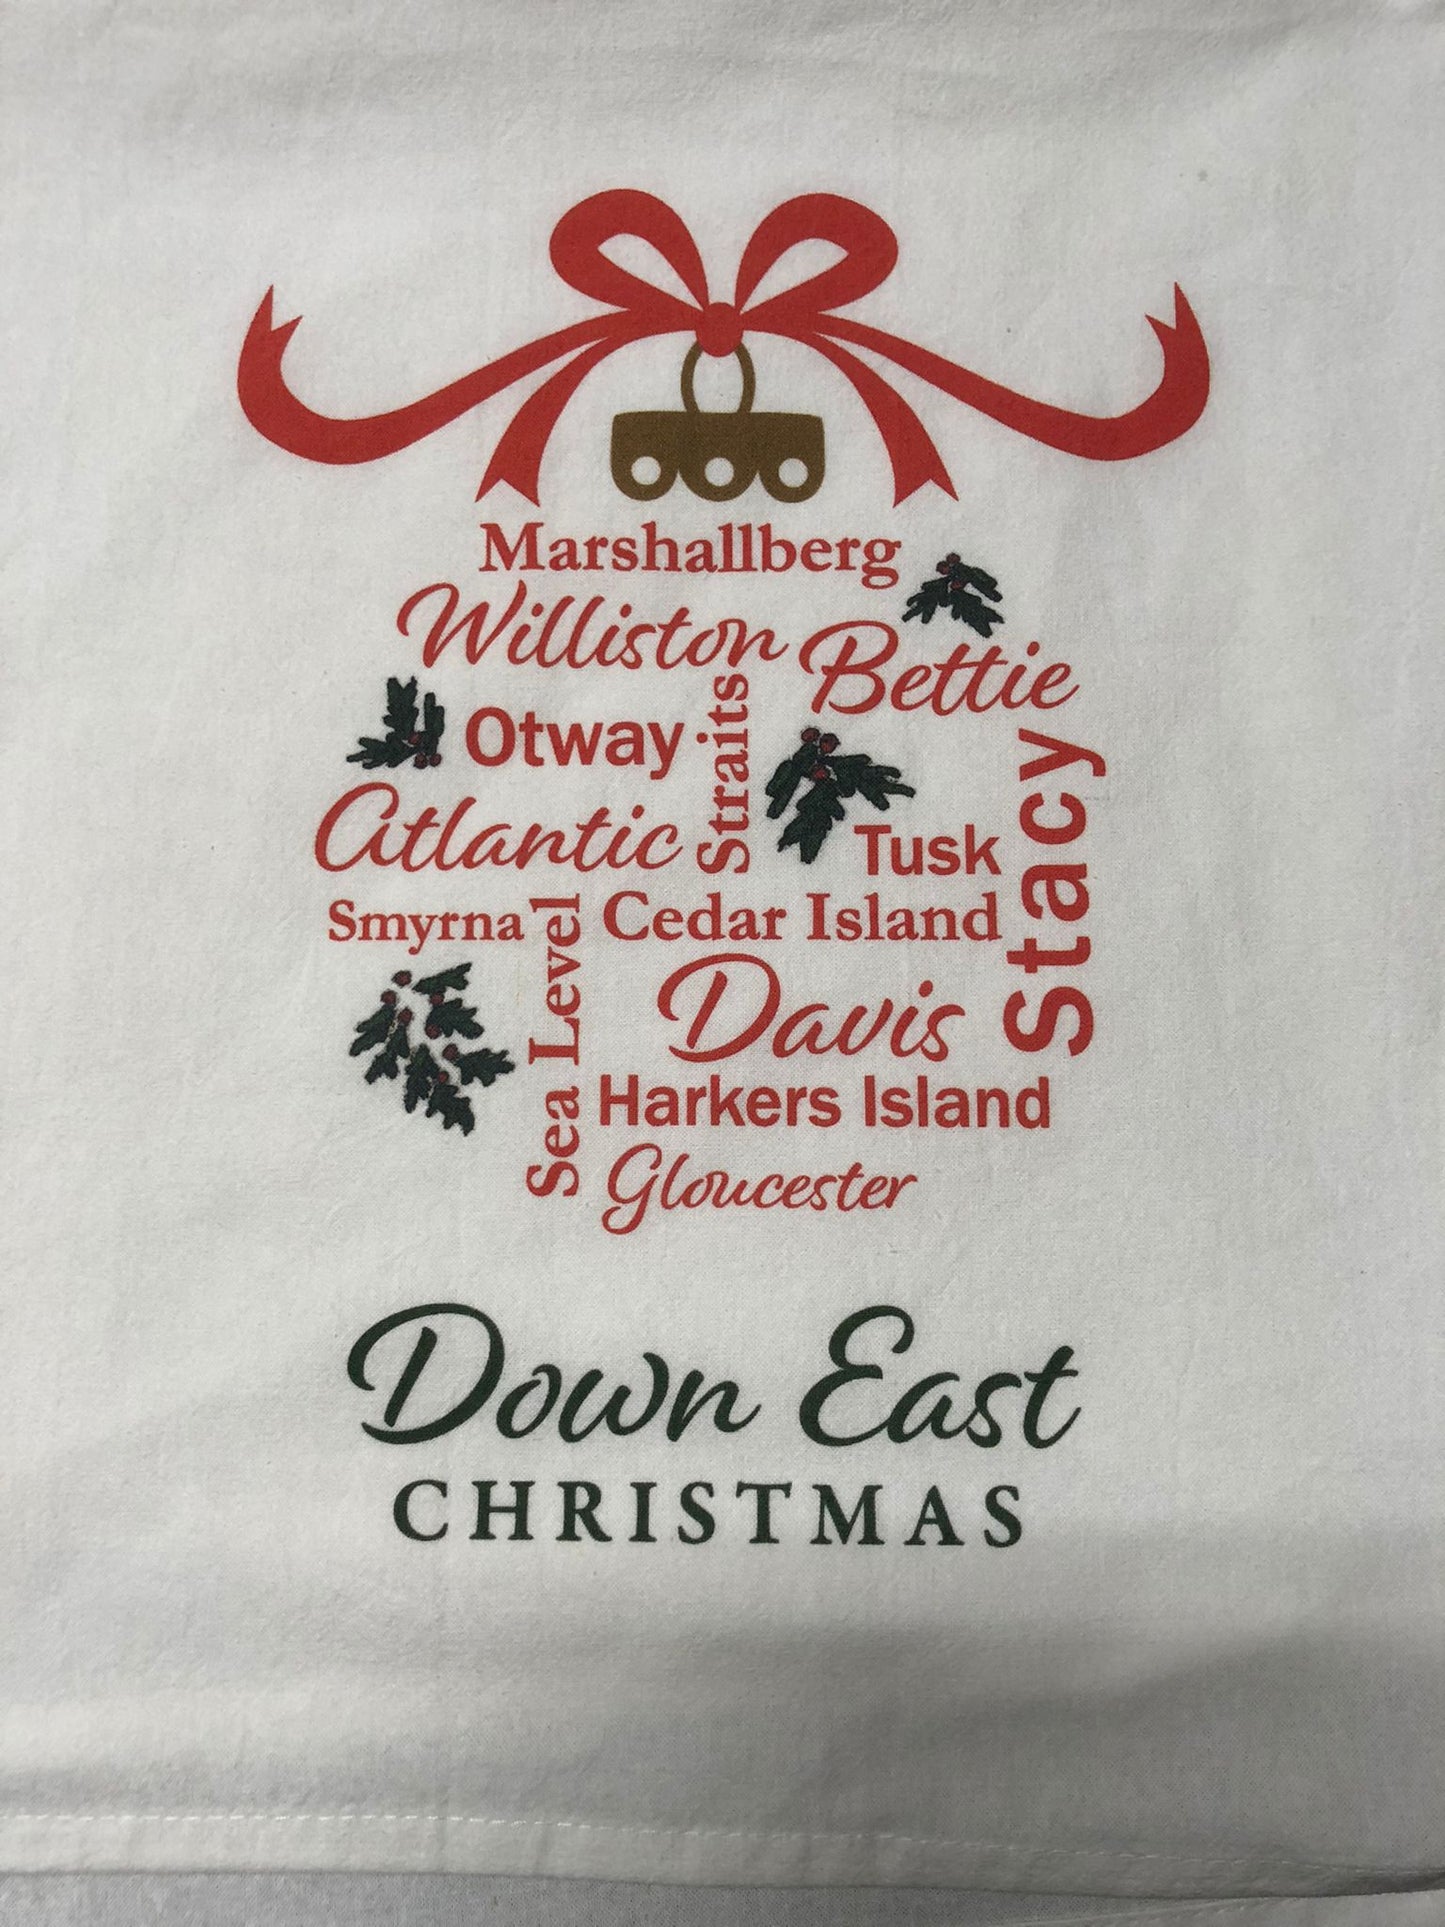 Marshallberg
Williston
Bettie
Otway
Straits
Stacy
Atlantic
Tusk
Smyrna
Sea Level
Cedar Island
Davis
Harkers Island
Gloucester
Down East
CHRISTMAS